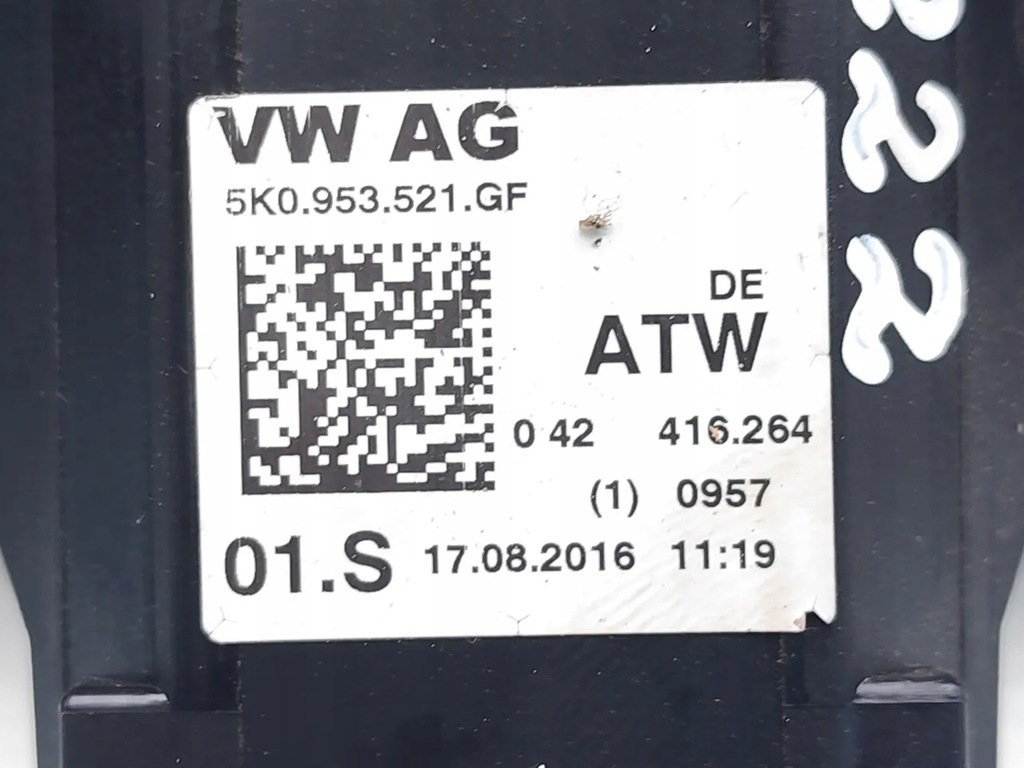 VW AG
5K0.953.521.GF
DE
ATW
0 42 416.264
(1) 0957
01.S 17.08.2016 11:19
222